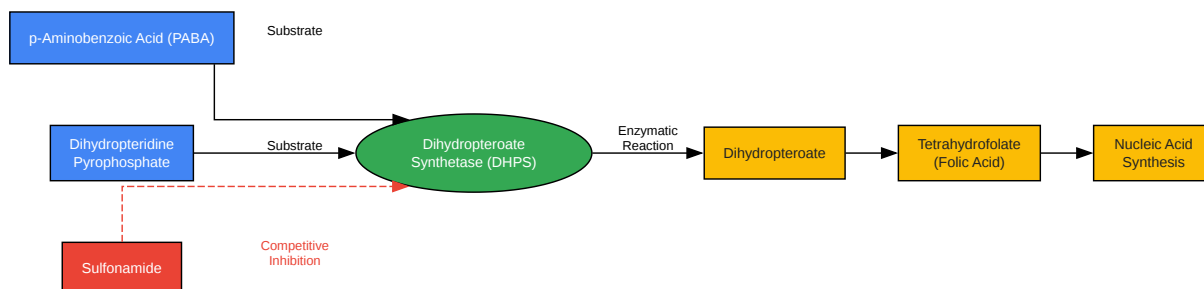 p-Aminobenzoic Acid (PABA)
Substrate
Dihydropteridine
Pyrophosphate
Substrate
Dihydropteroate
Synthetase (DHPS)
Enzymatic
Reaction
Dihydropteroate
Tetrahydrofolate
(Folic Acid)
Nucleic Acid
Synthesis
Sulfonamide
Competitive
Inhibition